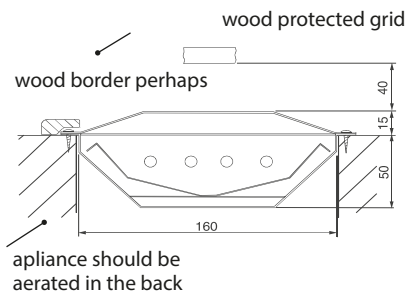 wood protected grid
wood border perhaps
40
15
50
160
apliance should be
aerated in the back